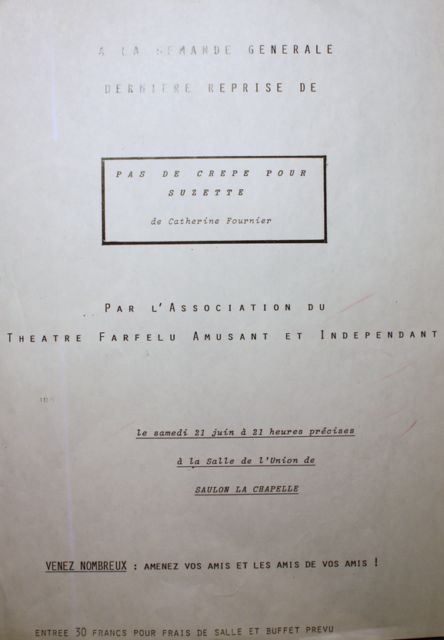 A LA DEMANDE GENERALE
DERNIERE REPRISE DE
PAS DE CREPE POUR
SUZETTE
de Catherine Fournier
PAR L'ASSOCIATION DU
THEATRE FARFELU AMUSANT ET INDEPENDANT
le samedi 21 juin à 21 heures précises
à la Salle de l'Union de
SAULON LA CHAPELLE
VENEZ NOMBREUX : AMENEZ VOS AMIS ET LES AMIS DE VOS AMIS !
ENTREE 30 FRANCS POUR FRAIS DE SALLE ET BUFFET PREVU